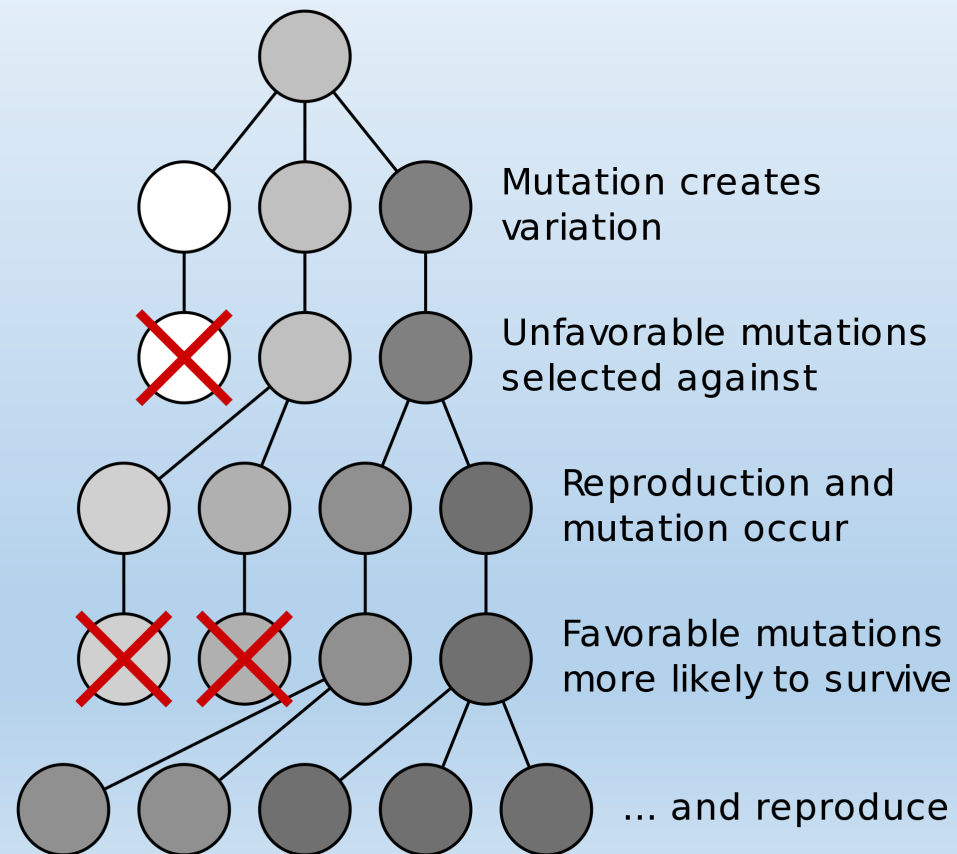 Mutation creates
variation
Unfavorable mutations
selected against
Reproduction and
mutation occur
Favorable mutations
more likely to survive
... and reproduce